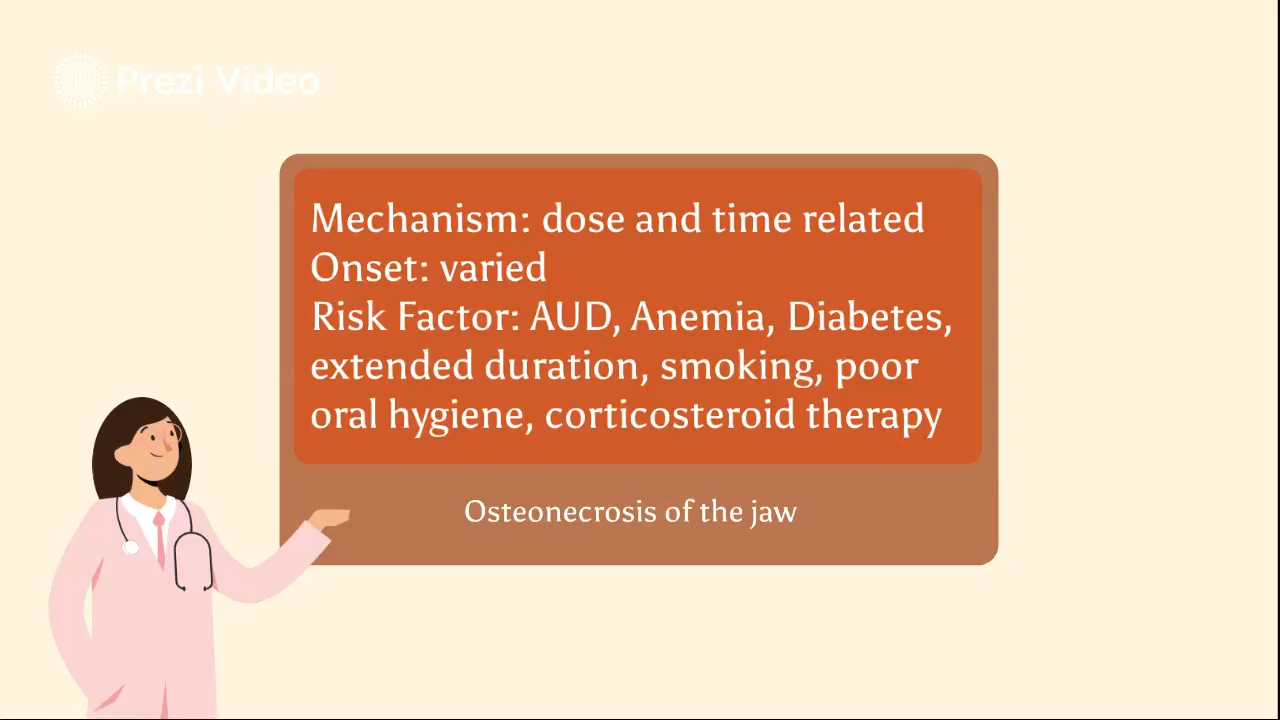 Prezi Video
Mechanism: dose and time related
Onset: varied
Risk Factor: AUD, Anemia, Diabetes,
extended duration, smoking, poor
oral hygiene, corticosteroid therapy
Osteonecrosis of the jaw